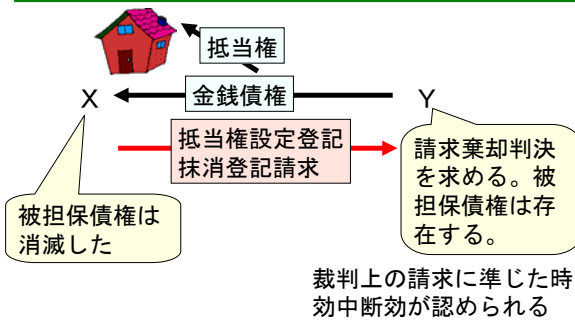 抵当権
X
金銭債権
Y
抵当権設定登記
抹消登記請求
請求棄却判決
を求める。被
担保債権は存
在する。
被担保債権は
消滅した
裁判上の請求に準じた時
効中断効が認められる